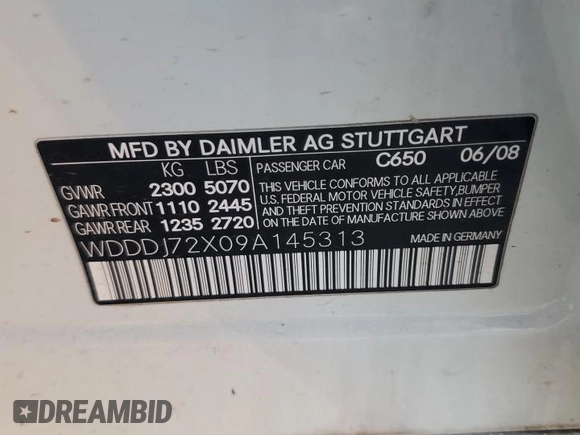 MFD BY DAIMLER AG STUTTGART
KG LBS PASSENGER CAR C650 06/08
GVWR 2300 5070 THIS VEHICLE CONFORMS TO ALL APPLICABLE
GAWR FRONT 1110 2445 U.S. FEDERAL MOTOR VEHICLE SAFETY, BUMPER
GAWR REAR 1235 2720 AND THEFT PREVENTION STANDARDS IN EFFECT
ON THE DATE OF MANUFACTURE SHOWN ABOVE.
WDDDJ72X09A145313 MADE IN GERMANY
DREAMBID